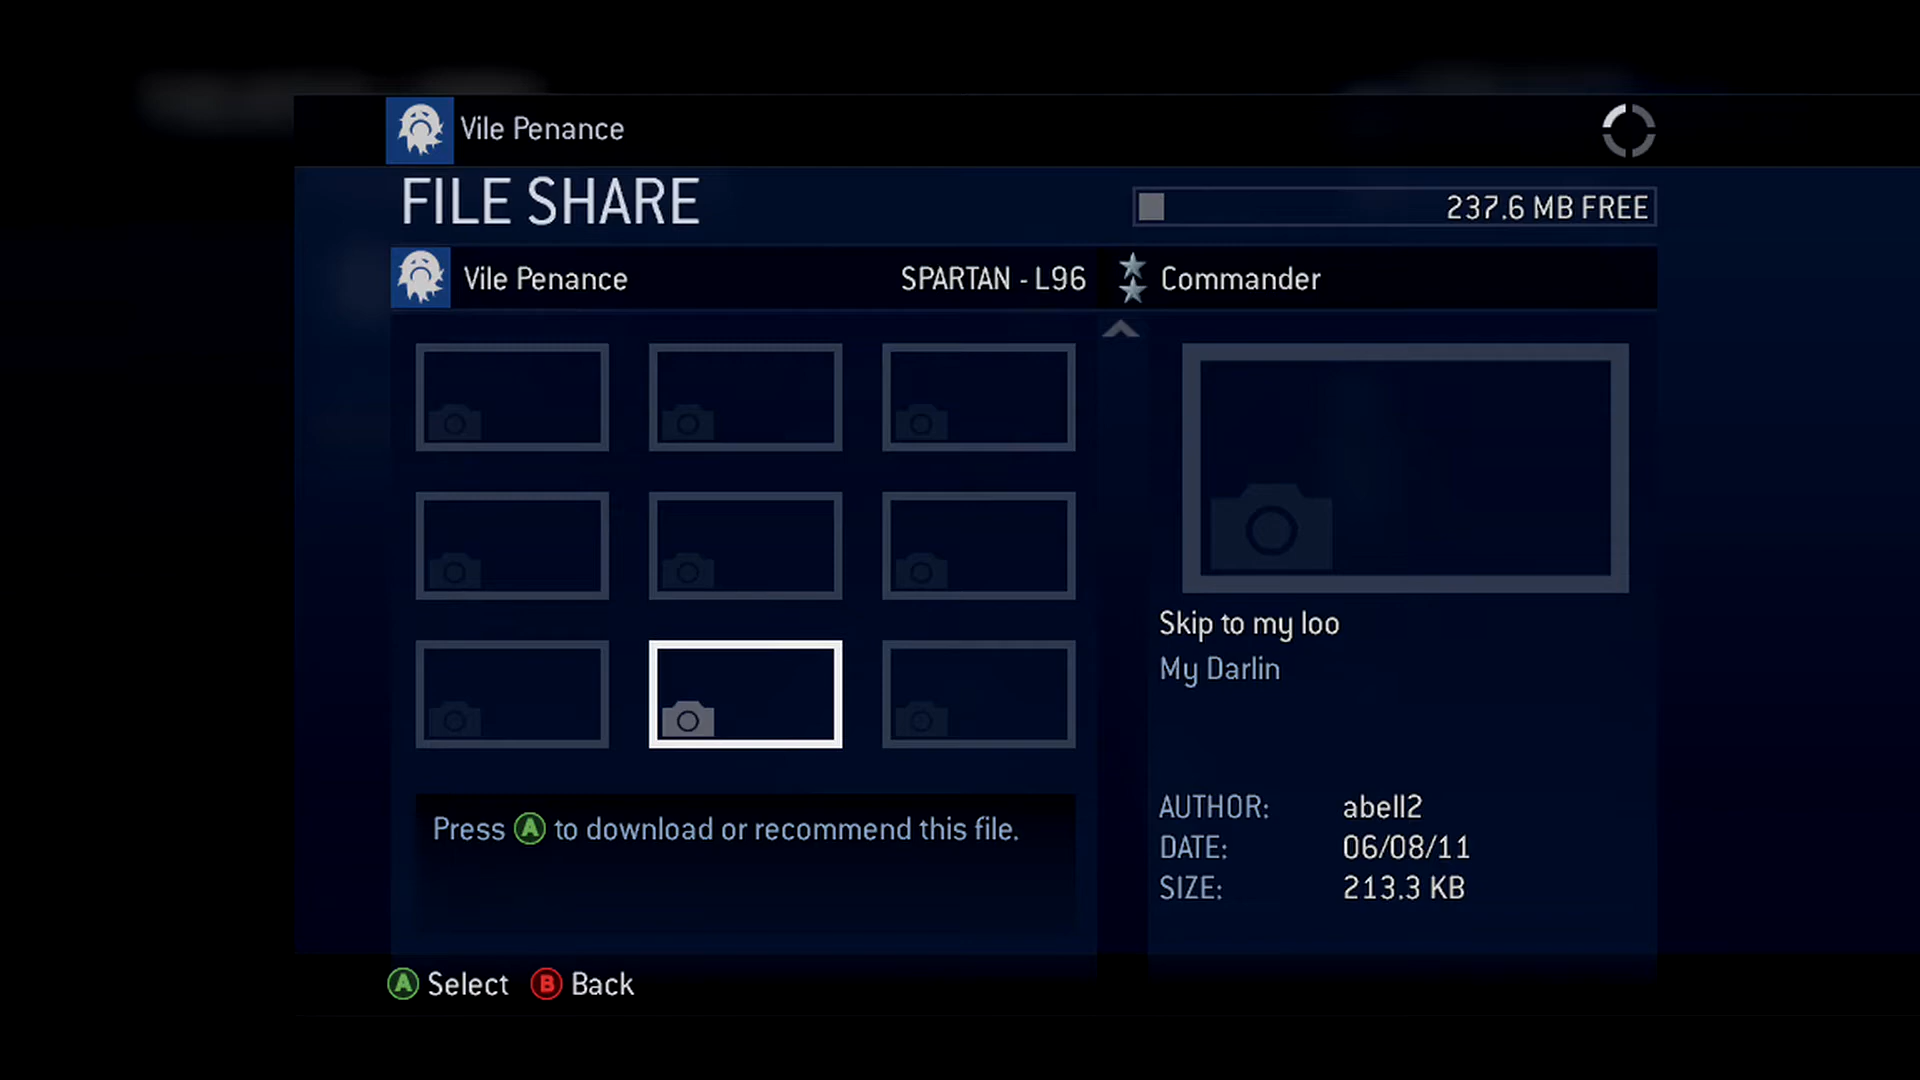 Vile Penance
FILE SHARE
237.6 MB FREE
Vile Penance
SPARTAN - L96
Commander
Skip to my loo
My Darlin
AUTHOR: abell2
DATE: 06/08/11
SIZE: 213.3 KB
Press A to download or recommend this file.
A Select B Back